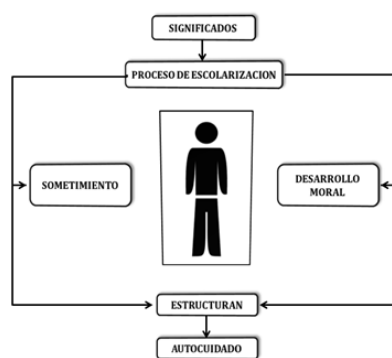 SIGNIFICADOS
PROCESO DE ESCOLARIZACION
SOMETIMIENTO
DESARROLLO
MORAL
ESTRUCTURAN
AUTOCUIDADO